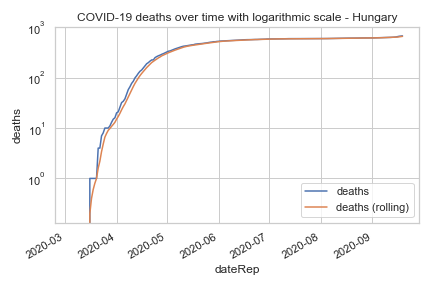 COVID-19 deaths over time with logarithmic scale - Hungary
10³
10²
10¹
10⁰
deaths
deaths
deaths (rolling)
2020-03
2020-04
2020-05
2020-06
2020-07
2020-08
2020-09
dateRep